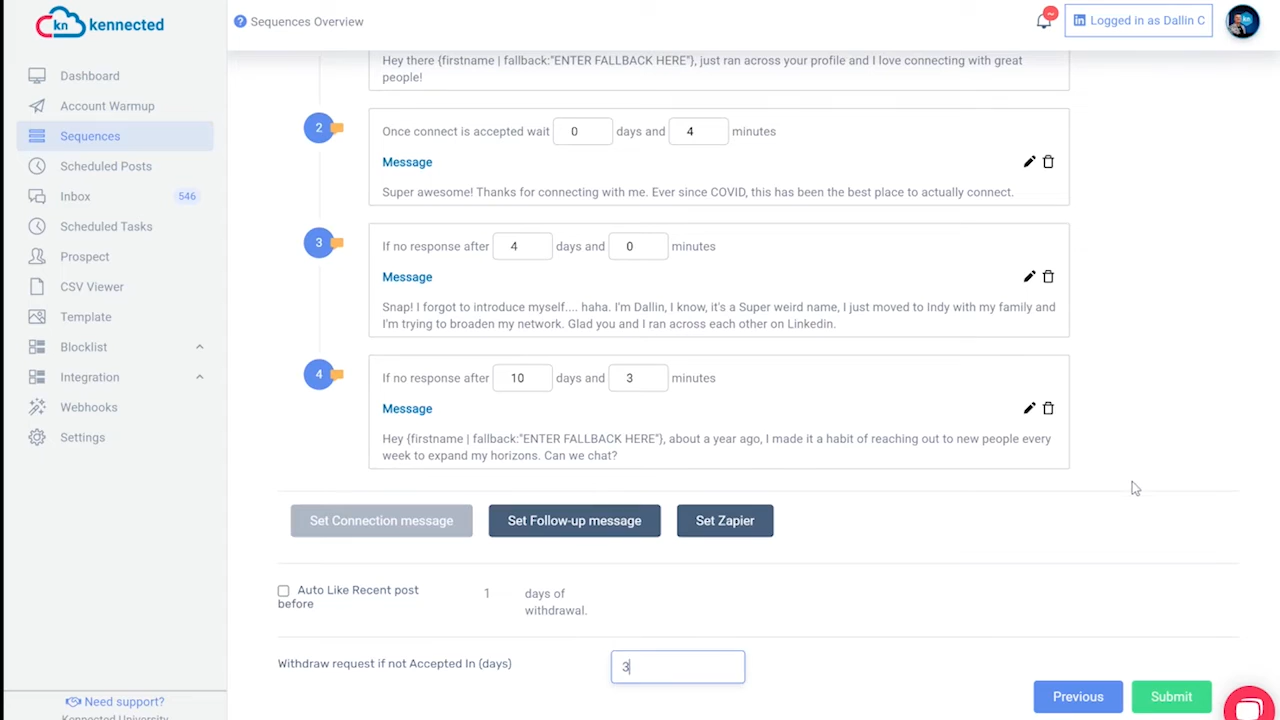 kn kennected
? Sequences Overview
Logged in as Dallin C
kn
Dashboard
Account Warmup
Sequences
Scheduled Posts
Inbox 546
Scheduled Tasks
Prospect
CSV Viewer
Template
Blocklist
Integration
Webhooks
Settings
Need support?
Kennected University
Hey there {firstname | fallback:"ENTER FALLBACK HERE"}, just ran across your profile and I love connecting with great
people!
2
Once connect is accepted wait 0 days and 4 minutes
Message
Super awesome! Thanks for connecting with me. Ever since COVID, this has been the best place to actually connect.
3
If no response after 4 days and 0 minutes
Message
Snap! I forgot to introduce myself.... haha. I'm Dallin, I know, it's a Super weird name, I just moved to Indy with my family and
I'm trying to broaden my network. Glad you and I ran across each other on Linkedin.
4
If no response after 10 days and 3 minutes
Message
Hey {firstname | fallback:"ENTER FALLBACK HERE"}, about a year ago, I made it a habit of reaching out to new people every
week to expand my horizons. Can we chat?
Set Connection message Set Follow-up message Set Zapier
Auto Like Recent post
before
1
days of
withdrawal.
Withdraw request if not Accepted In (days) 3
Previous Submit